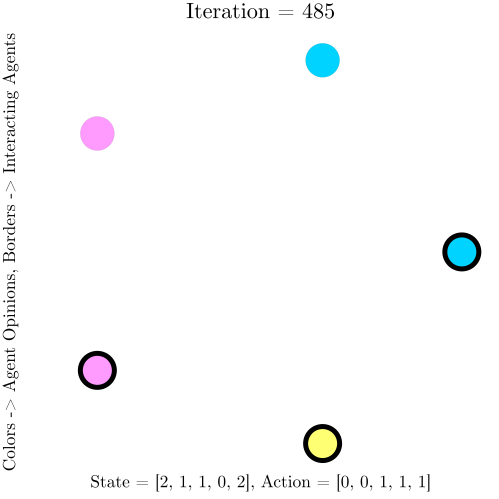 Iteration = 485
Colors -> Agent Opinions, Borders -> Interacting Agents
State = [2, 1, 1, 0, 2], Action = [0, 0, 1, 1, 1]